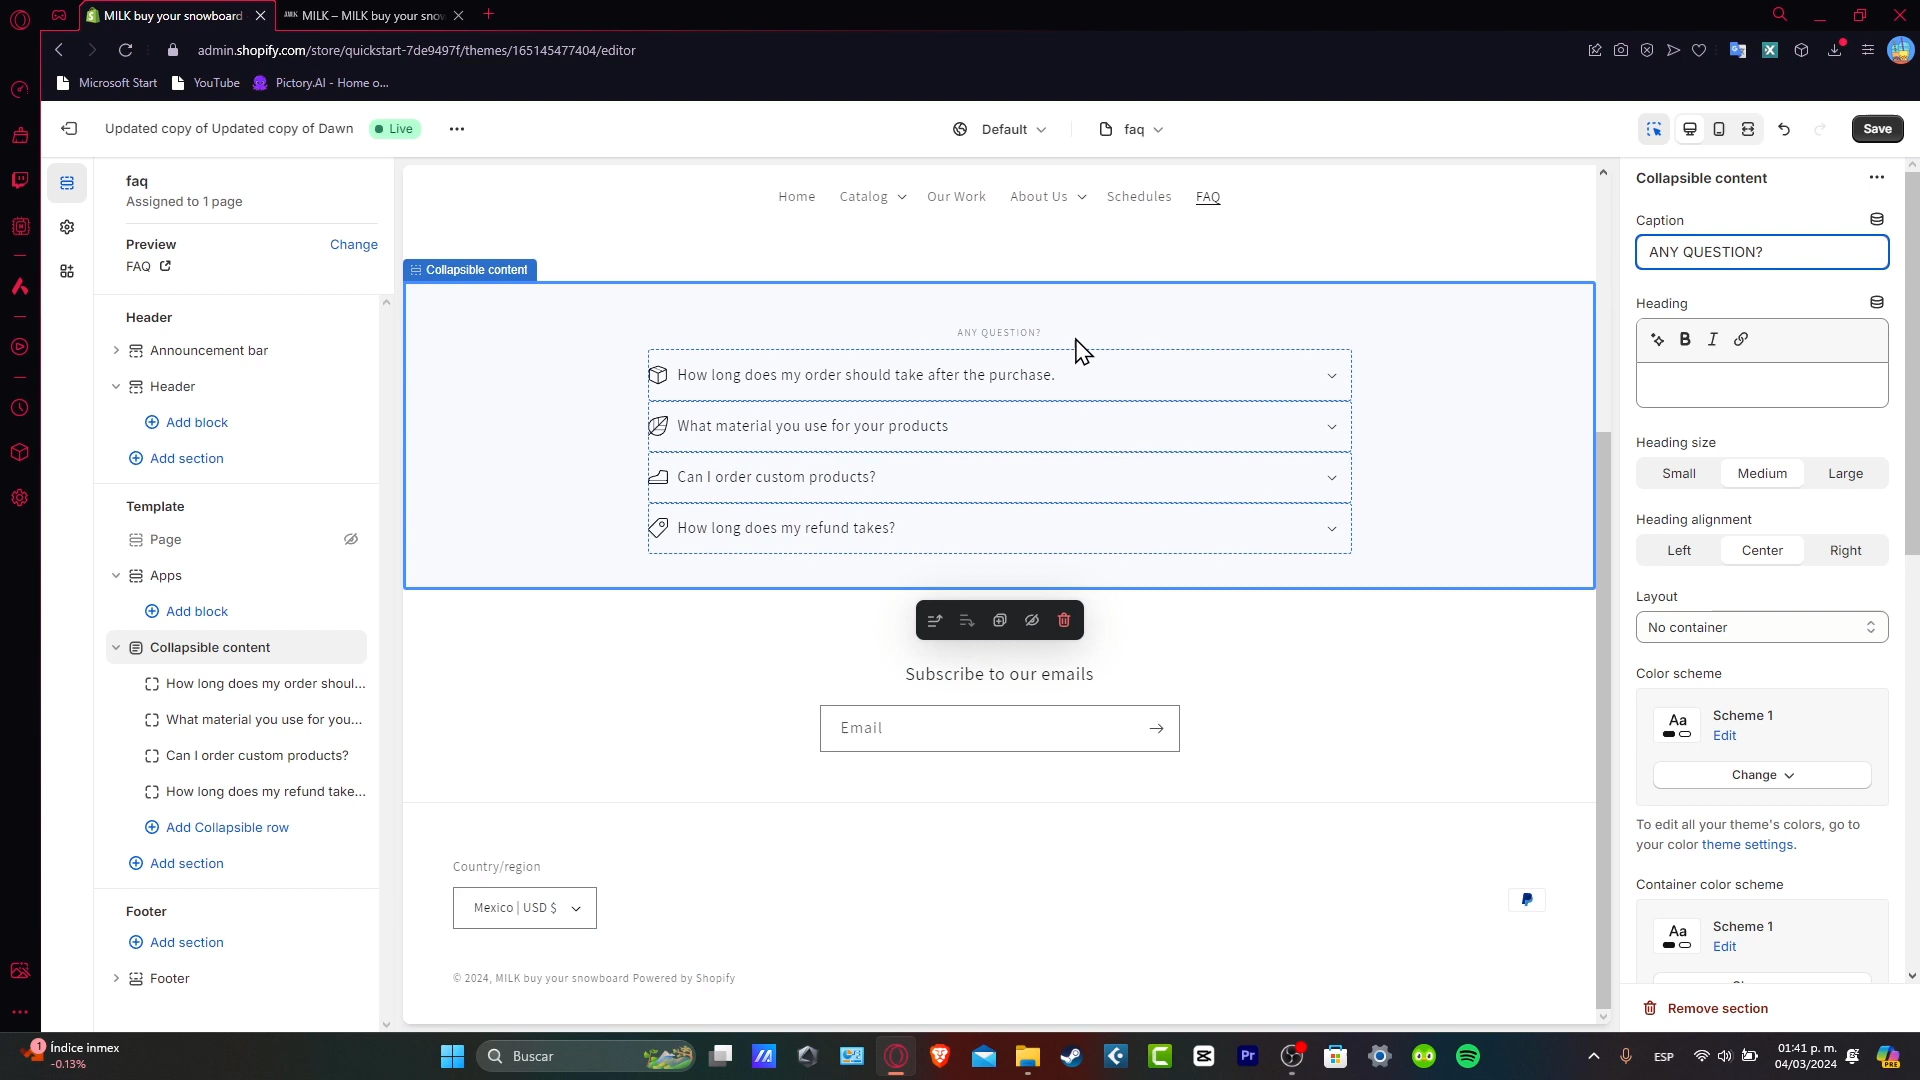 MILK buy your snowboard
MILK – MILK buy your snow
admin.shopify.com/store/quickstart-7de9497f/themes/165145477404/editor
Microsoft Start
YouTube
Pictory.AI - Home o...
Updated copy of Updated copy of Dawn
Live
Default
faq
Save
faq
Assigned to 1 page
Preview
Change
FAQ
Header
Announcement bar
Header
Add block
Add section
Template
Page
Apps
Add block
Collapsible content
How long does my order shoul...
What material you use for you...
Can I order custom products?
How long does my refund take...
Add Collapsible row
Add section
Footer
Add section
Footer
Home
Catalog
Our Work
About Us
Schedules
FAQ
Collapsible content
ANY QUESTION?
How long does my order should take after the purchase.
What material you use for your products
Can I order custom products?
How long does my refund takes?
Subscribe to our emails
Email
Country/region
Mexico | USD $
© 2024, MILK buy your snowboard Powered by Shopify
Collapsible content
Caption
ANY QUESTION?
Heading
B I
Heading size
Small
Medium
Large
Heading alignment
Left
Center
Right
Layout
No container
Color scheme
Aa
Scheme 1
Edit
Change
To edit all your theme's colors, go to
your color theme settings.
Container color scheme
Aa
Scheme 1
Edit
Remove section
1
Índice inmex
-0.13%
Buscar
Pr
ESP
01:41 p. m.
04/03/2024
PRE